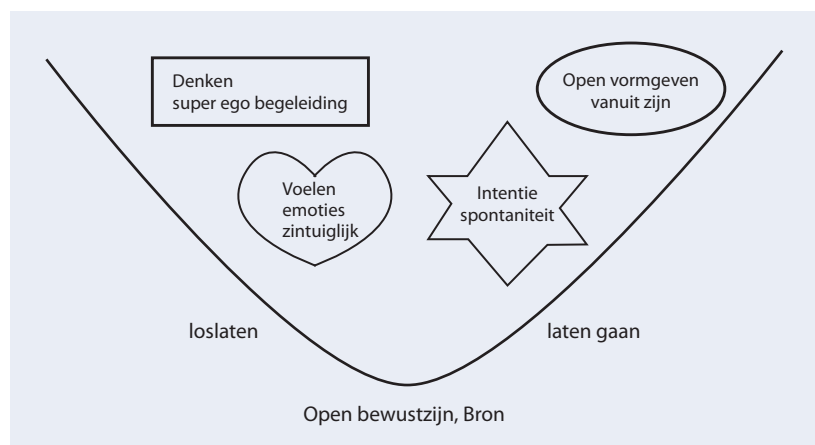 Denken
super ego begeleiding
Open vormgeven
vanuit zijn
Voelen
emoties
zintuiglijk
Intentie
spontaniteit
loslaten
laten gaan
Open bewustzijn, Bron